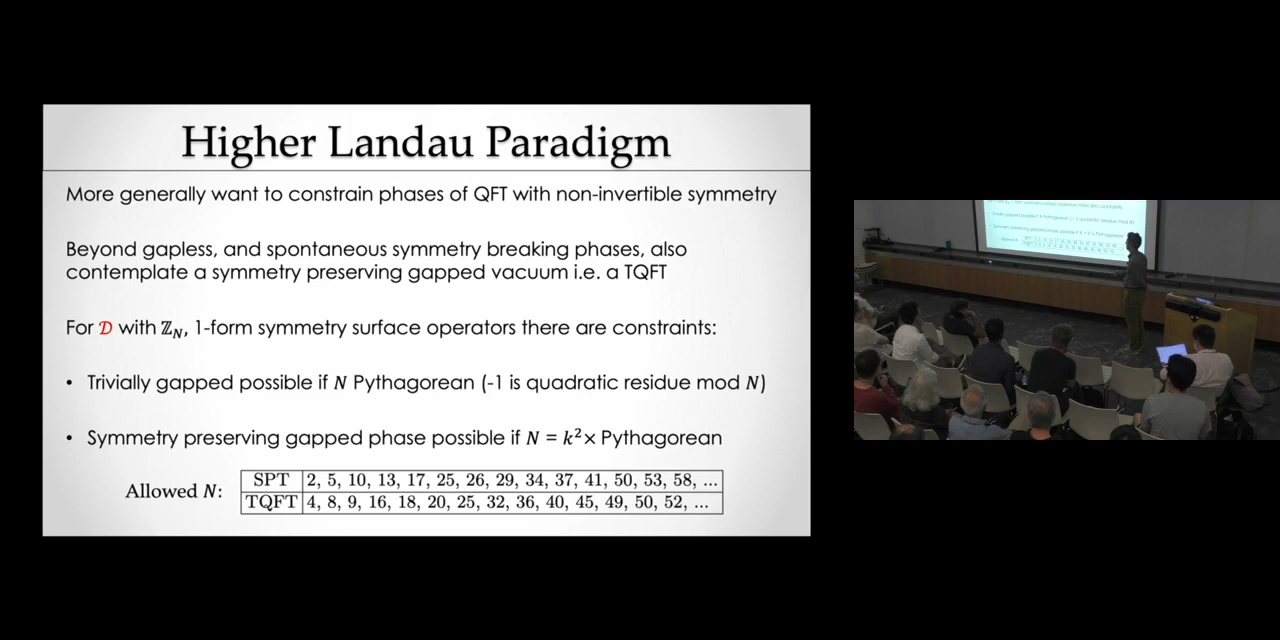 Higher Landau Paradigm
More generally want to constrain phases of QFT with non-invertible symmetry
Beyond gapless, and spontaneous symmetry breaking phases, also
contemplate a symmetry preserving gapped vacuum i.e. a TQFT
For 𝒟 with ℤ_N, 1-form symmetry surface operators there are constraints:
• Trivially gapped possible if N Pythagorean (-1 is quadratic residue mod N)
• Symmetry preserving gapped phase possible if N = k²× Pythagorean
Allowed N:
SPT 2, 5, 10, 13, 17, 25, 26, 29, 34, 37, 41, 50, 53, 58, ...
TQFT 4, 8, 9, 16, 18, 20, 25, 32, 36, 40, 45, 49, 50, 52, ...